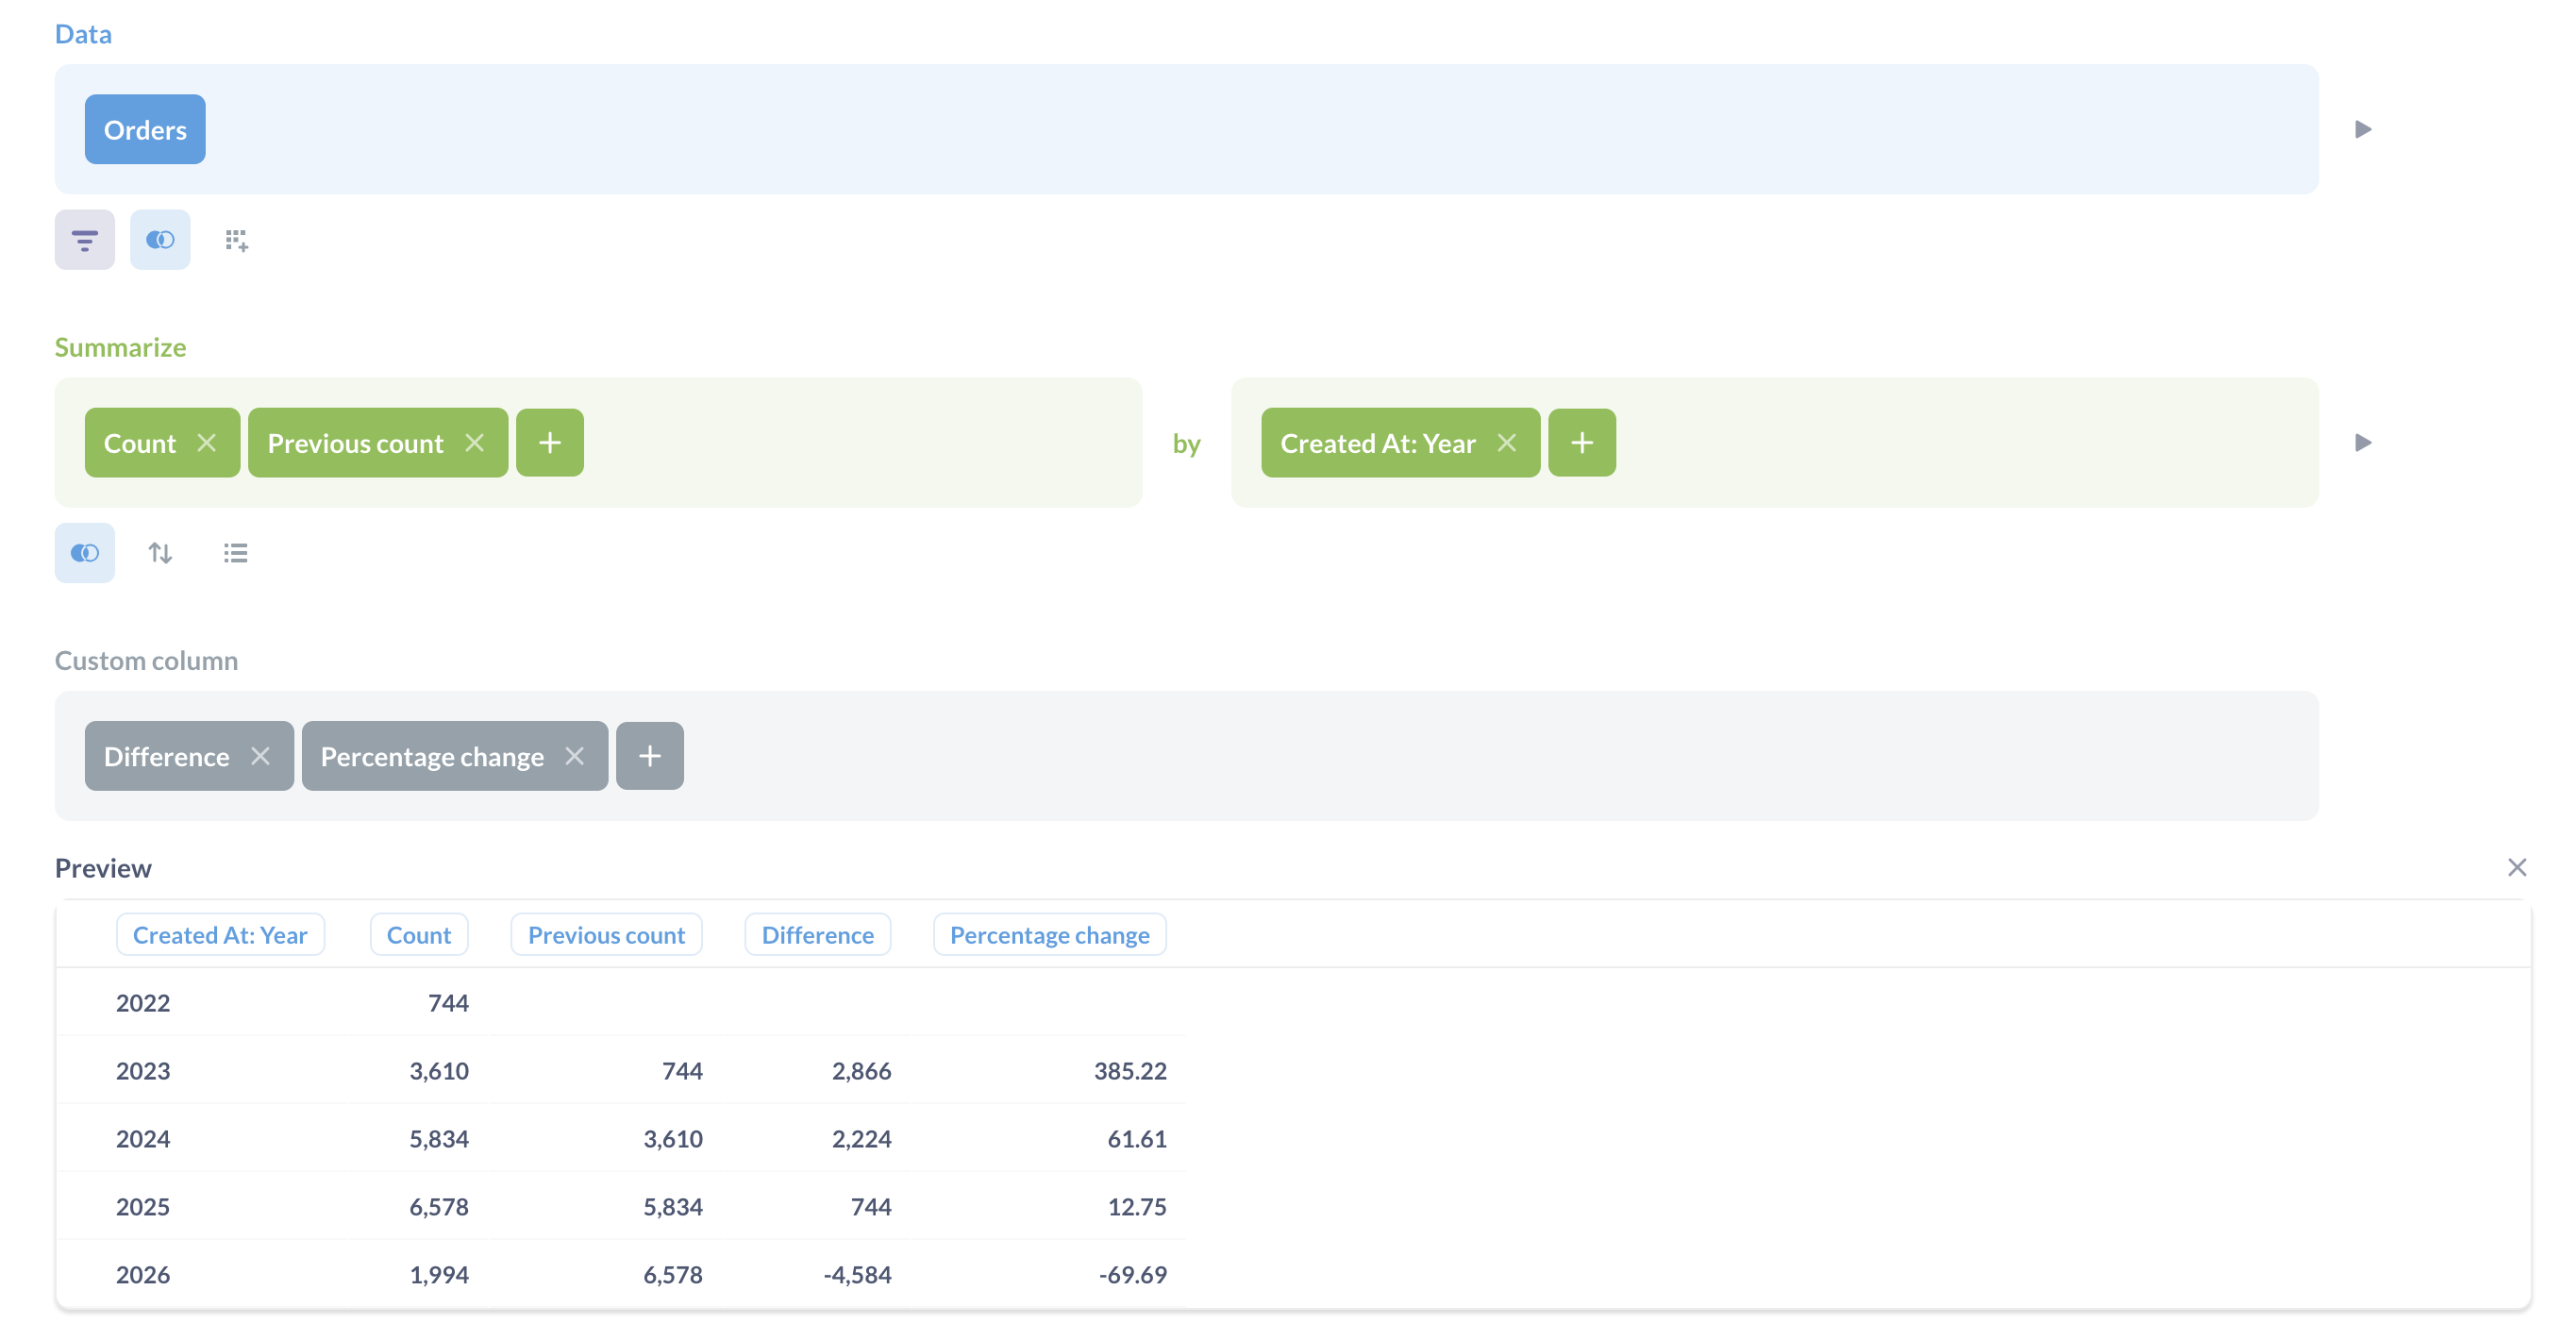 Data
Orders
Summarize
Count Previous count by Created At: Year
Custom column
Difference Percentage change
Preview
Created At: Year Count Previous count Difference Percentage change
2022 744
2023 3,610 744 2,866 385.22
2024 5,834 3,610 2,224 61.61
2025 6,578 5,834 744 12.75
2026 1,994 6,578 -4,584 -69.69